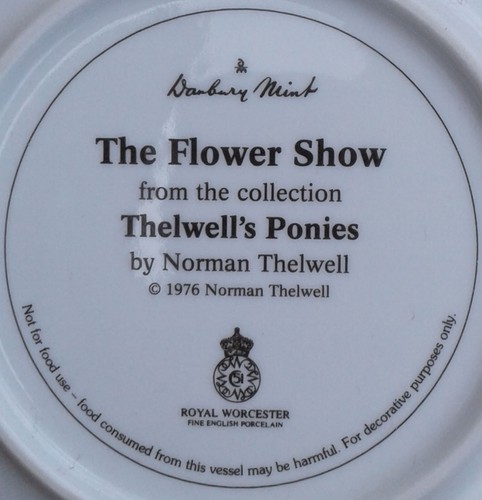 Danbury Mint
The Flower Show
from the collection
Thelwell's Ponies
by Norman Thelwell
© 1976 Norman Thelwell
ROYAL WORCESTER
FINE ENGLISH PORCELAIN
Not for food use – food consumed from this vessel may be harmful. For decorative purposes only.